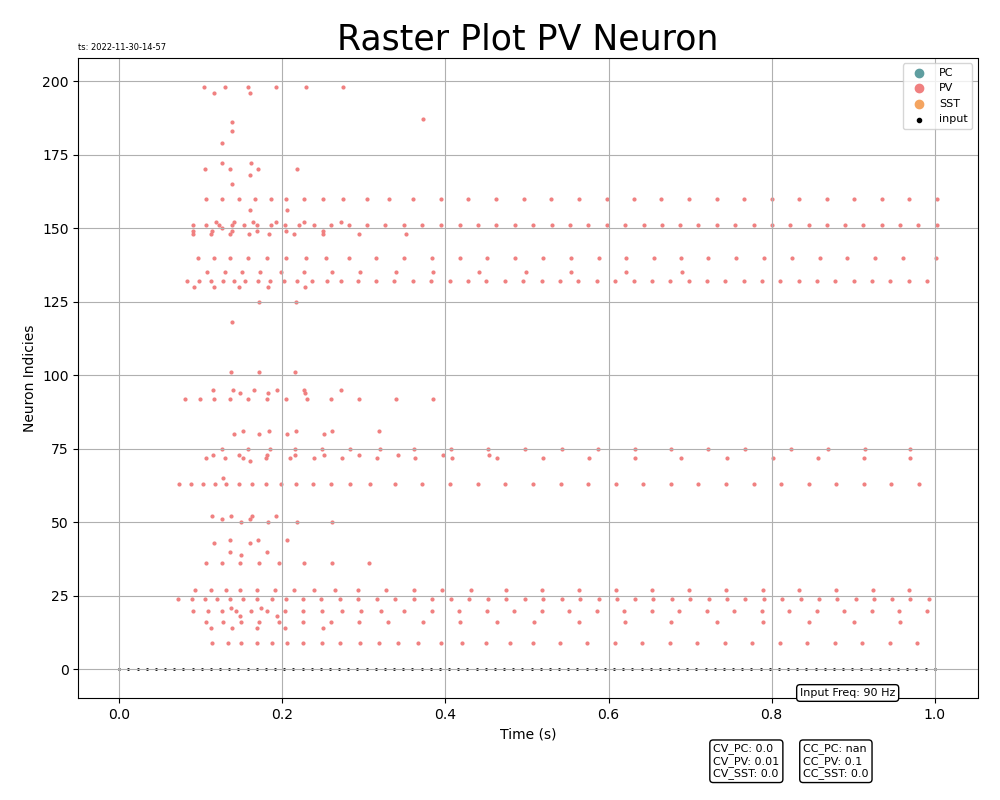 Raster Plot PV Neuron
ts: 2022-11-30-14-57
PC
PV
SST
input
200
175
150
125
100
75
50
25
0
Neuron Indicies
0.0 0.2 0.4 0.6 0.8 1.0
Time (s)
Input Freq: 90 Hz
CV_PC: 0.0
CV_PV: 0.01
CV_SST: 0.0
CC_PC: nan
CC_PV: 0.1
CC_SST: 0.0